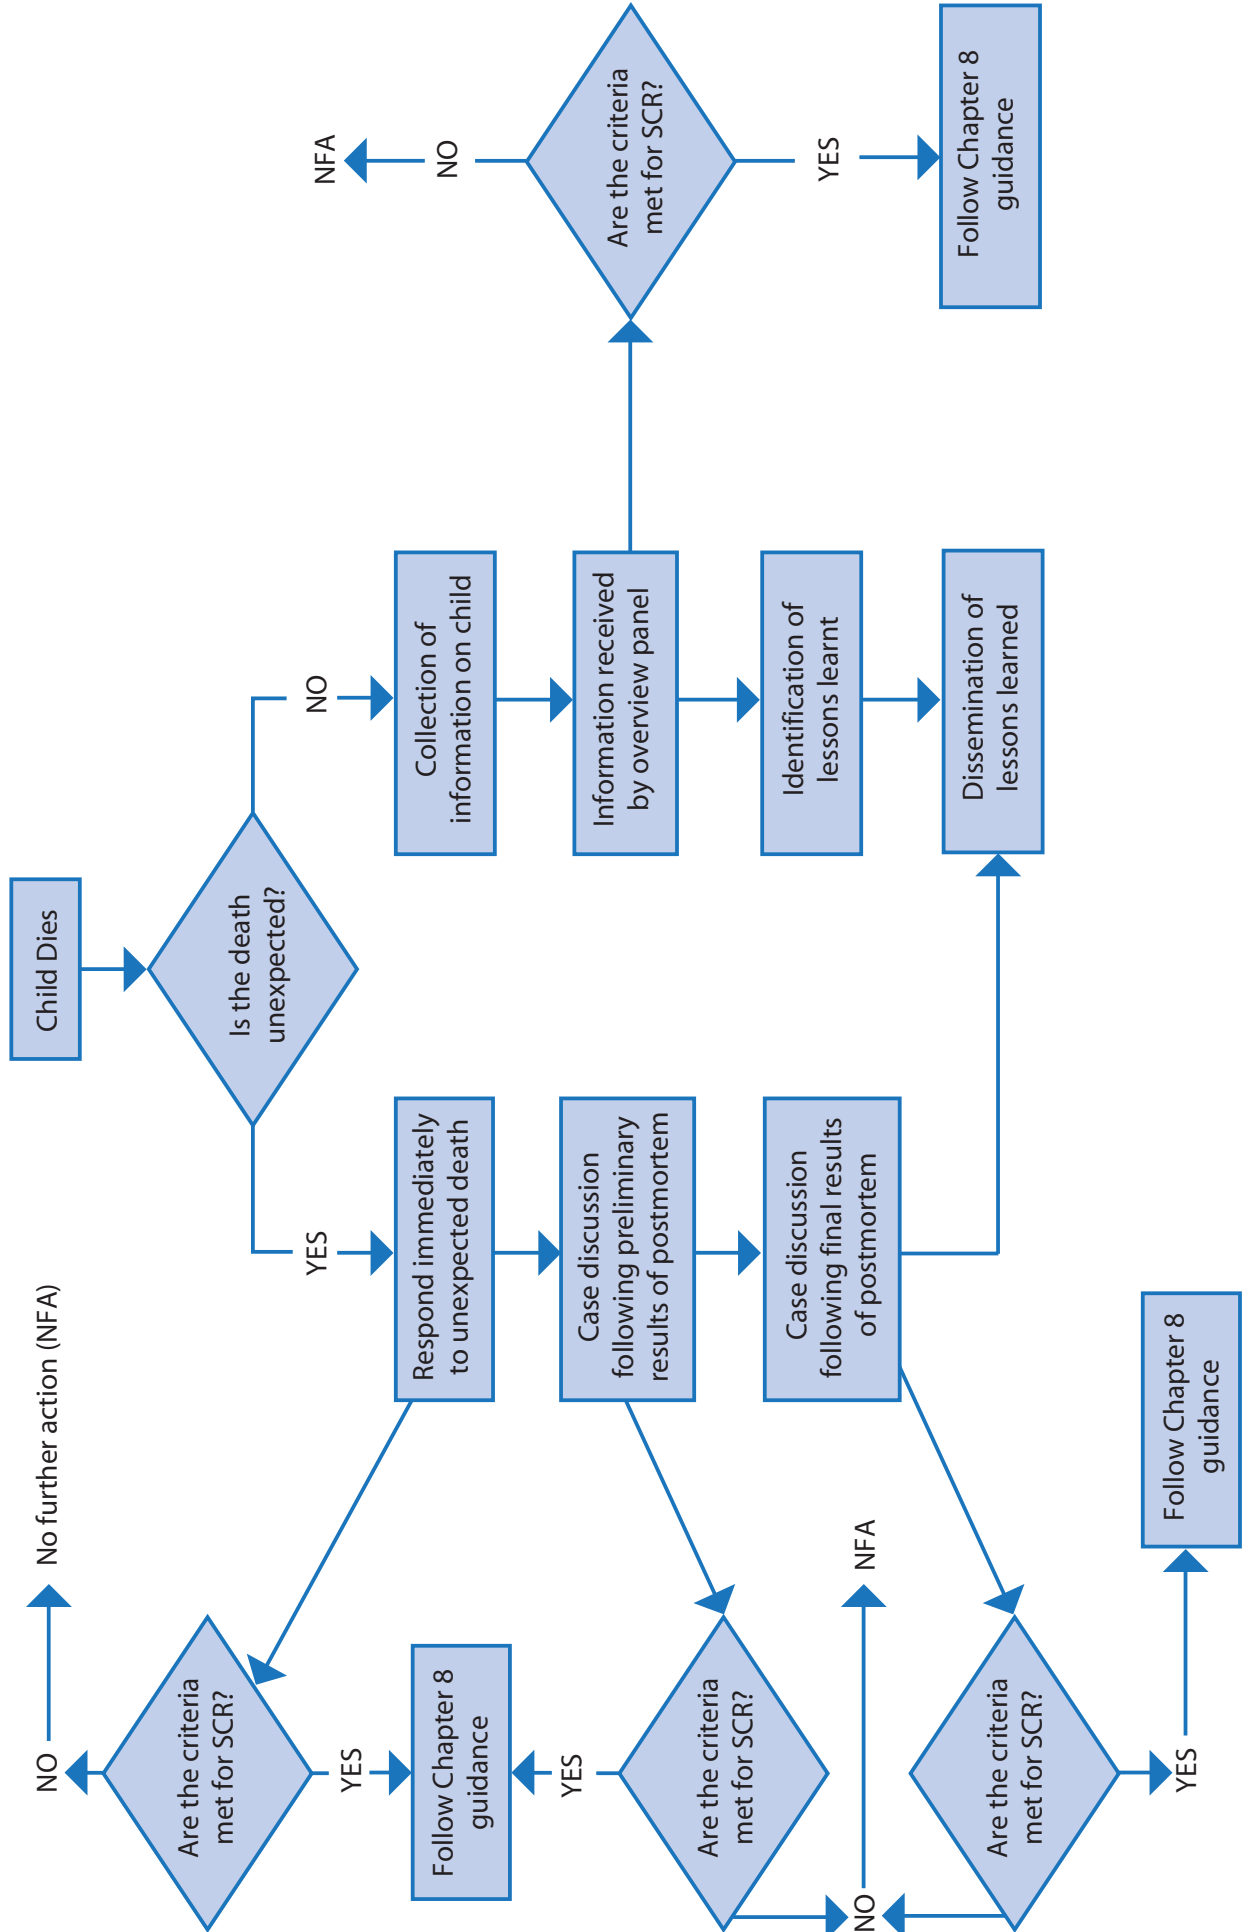 Child Dies
Is the death
unexpected?
YES
NO
Respond immediately
to unexpected death
Collection of
information on child
Case discussion
following preliminary
results of postmortem
Information received
by overview panel
Case discussion
following final results
of postmortem
Identification of
lessons learnt
Dissemination of
lessons learned
No further action (NFA)
NO
Are the criteria
met for SCR?
YES
Follow Chapter 8
guidance
YES
Are the criteria
met for SCR?
NO
NFA
Are the criteria
met for SCR?
YES
Follow Chapter 8
guidance
NFA
NO
Are the criteria
met for SCR?
YES
Follow Chapter 8
guidance